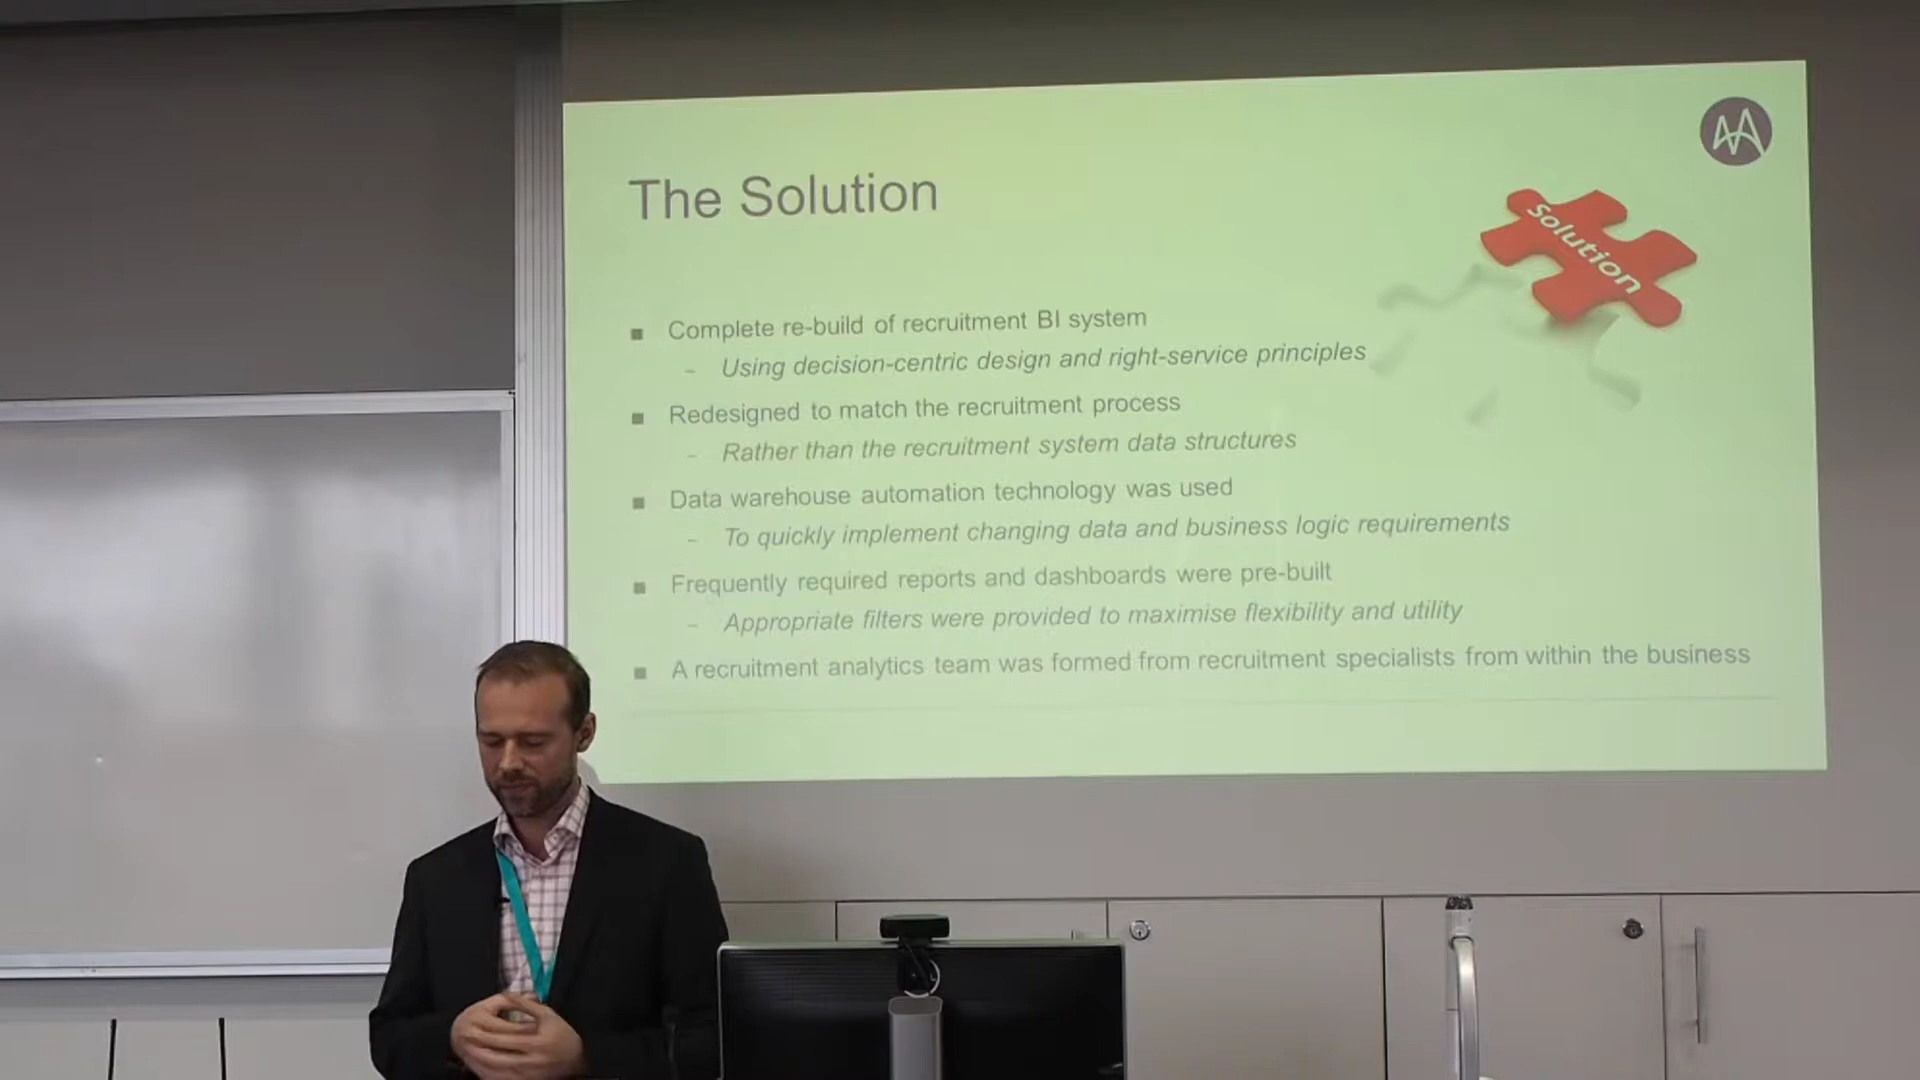 The Solution
Solution
■ Complete re-build of recruitment BI system
– Using decision-centric design and right-service principles
■ Redesigned to match the recruitment process
– Rather than the recruitment system data structures
■ Data warehouse automation technology was used
– To quickly implement changing data and business logic requirements
■ Frequently required reports and dashboards were pre-built
– Appropriate filters were provided to maximise flexibility and utility
■ A recruitment analytics team was formed from recruitment specialists from within the business